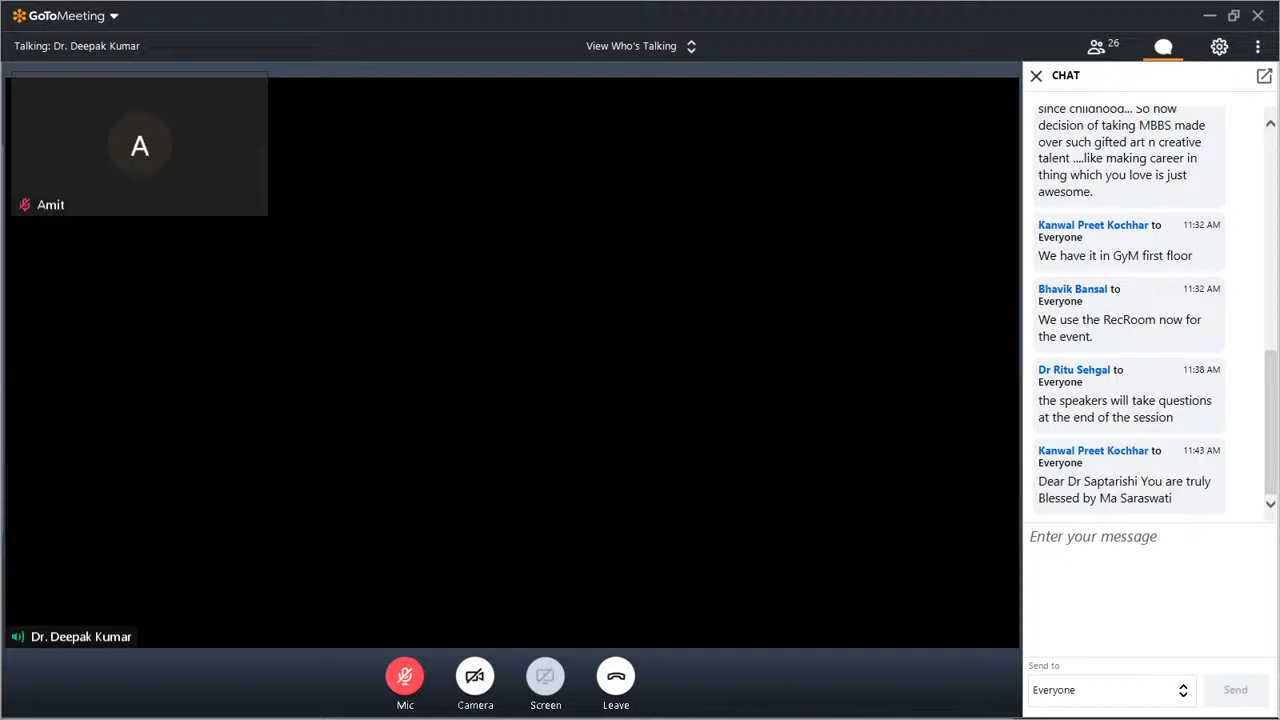 GoToMeeting
Talking: Dr. Deepak Kumar
View Who's Talking
26
A
Amit
Dr. Deepak Kumar
Mic
Camera
Screen
Leave
CHAT
since childhood... So now
decision of taking MBBS made
over such gifted art n creative
talent ....like making career in
thing which you love is just
awesome.
Kanwal Preet Kochhar to 11:32 AM
Everyone
We have it in GyM first floor
Bhavik Bansal to 11:32 AM
Everyone
We use the RecRoom now for
the event.
Dr Ritu Sehgal to 11:38 AM
Everyone
the speakers will take questions
at the end of the session
Kanwal Preet Kochhar to 11:43 AM
Everyone
Dear Dr Saptarishi You are truly
Blessed by Ma Saraswati
Enter your message
Send to
Everyone
Send